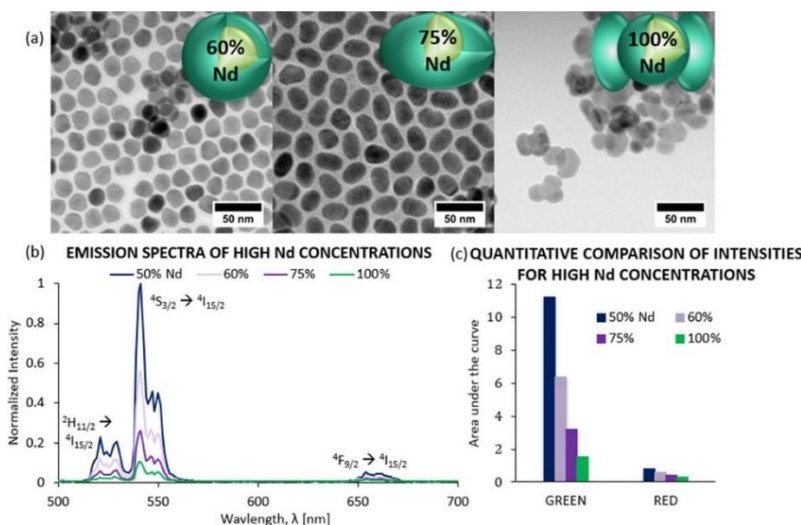 (a)
60%
Nd
75%
Nd
100%
Nd
50 nm
50 nm
50 nm
(b) EMISSION SPECTRA OF HIGH Nd CONCENTRATIONS
50% Nd 60% 75% 100%
⁴S₃/₂ → ⁴I₁₅/₂
²H₁₁/₂ →
⁴I₁₅/₂
⁴F₉/₂ → ⁴I₁₅/₂
Normalized Intensity
1
0.8
0.6
0.4
0.2
0
500 550 600 650 700
Wavelength, λ [nm]
(c) QUANTITATIVE COMPARISON OF INTENSITIES
FOR HIGH Nd CONCENTRATIONS
50% Nd 60%
75% 100%
Area under the curve
12
10
8
6
4
2
0
GREEN RED